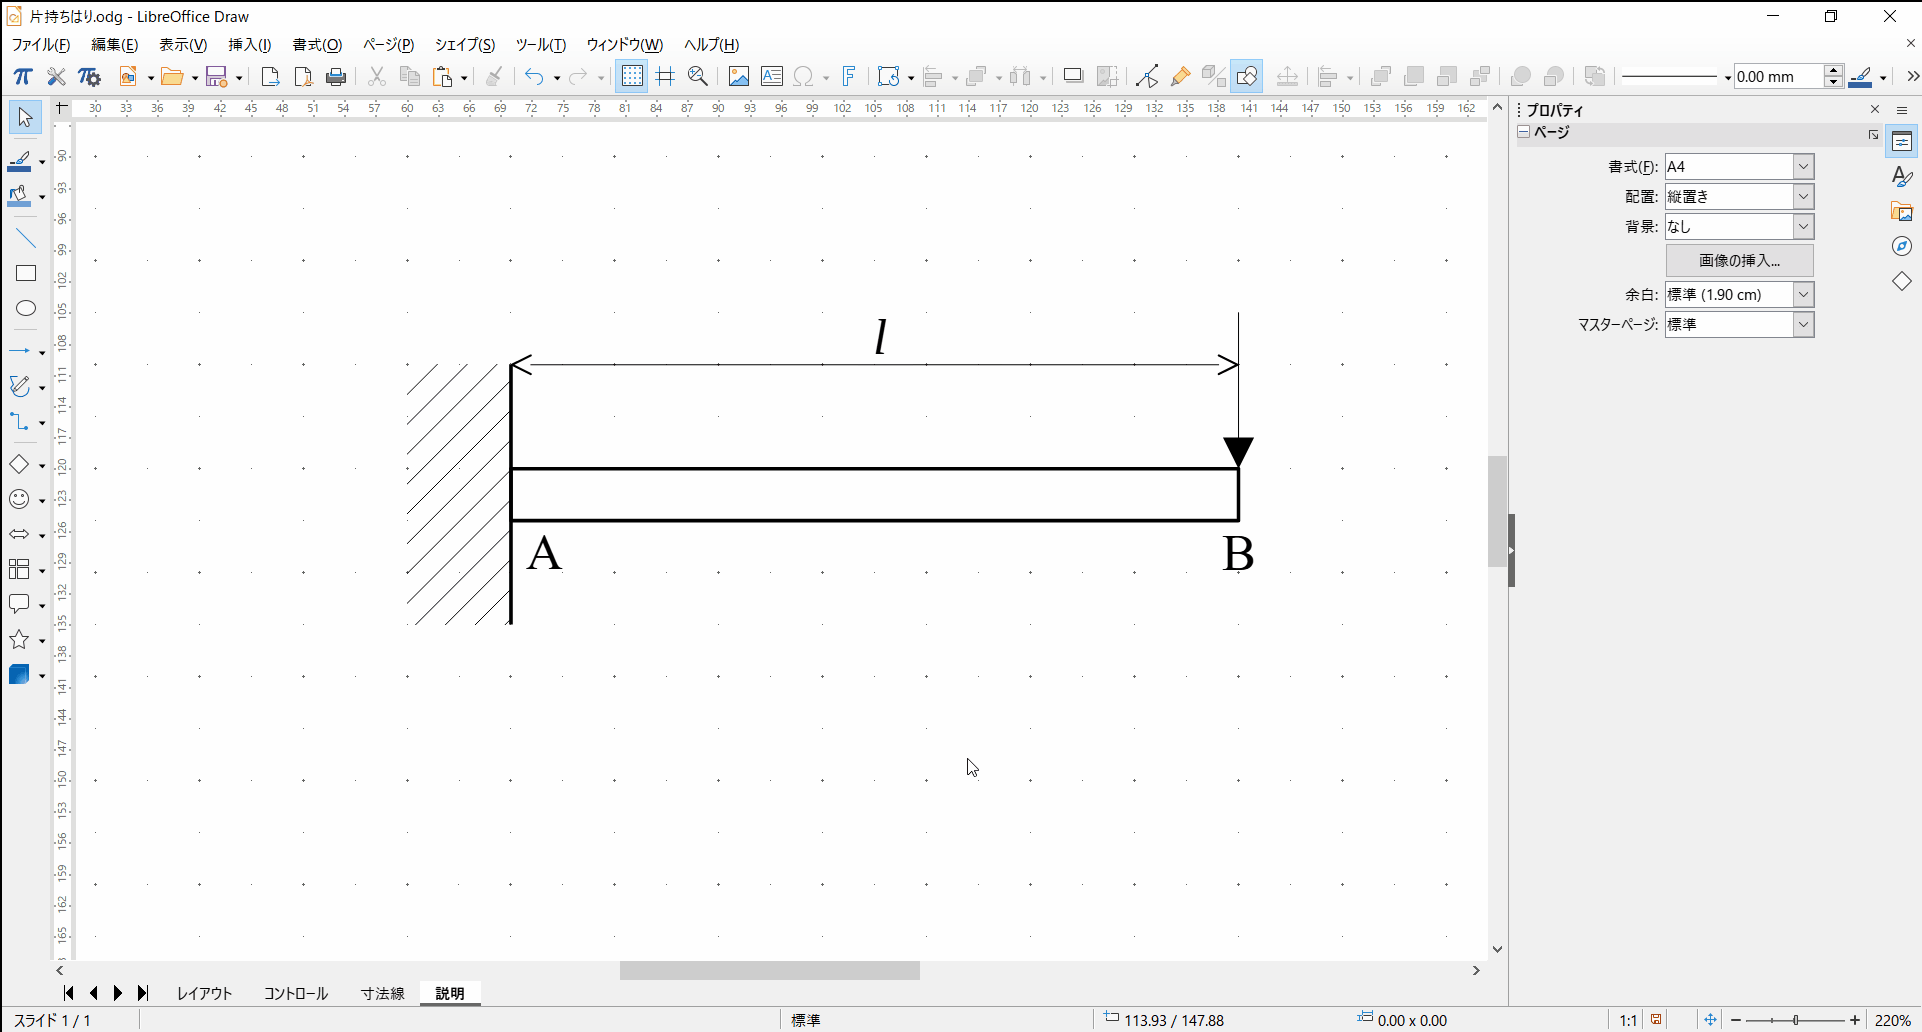 片持ちはり.odg - LibreOffice Draw
ファイル(F) 編集(E) 表示(V) 挿入(I) 書式(O) ページ(P) シェイプ(S) ツール(T) ウィンドウ(W) ヘルプ(H)
0.00 mm
30 33 36 39 42 45 48 51 54 57 60 63 66 69 72 75 78 81 84 87 90 93 96 99 102 105 108 111 114 117 120 123 126 129 132 135 138 141 144 147 150 153 156 159 162
90
93
96
99
102
105
108
111
114
117
120
123
126
129
132
135
138
141
144
147
150
153
156
159
162
165
l
A
B
プロパティ
ページ
書式(F): A4
配置: 縦置き
背景: なし
画像の挿入...
余白: 標準 (1.90 cm)
マスターページ: 標準
レイアウト コントロール 寸法線 説明
スライド 1 / 1 標準 113.93 / 147.88 0.00 x 0.00 1:1 220%